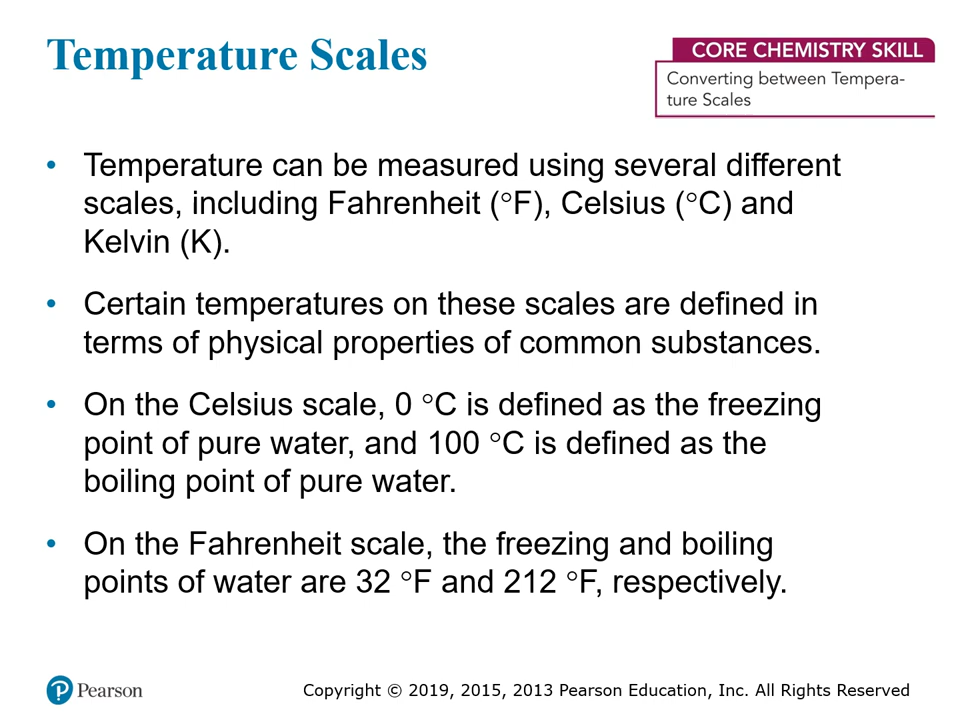 Temperature Scales
CORE CHEMISTRY SKILL
Converting between Tempera-
ture Scales
• Temperature can be measured using several different
scales, including Fahrenheit (°F), Celsius (°C) and
Kelvin (K).
• Certain temperatures on these scales are defined in
terms of physical properties of common substances.
• On the Celsius scale, 0 °C is defined as the freezing
point of pure water, and 100 °C is defined as the
boiling point of pure water.
• On the Fahrenheit scale, the freezing and boiling
points of water are 32 °F and 212 °F, respectively.
P Pearson
Copyright © 2019, 2015, 2013 Pearson Education, Inc. All Rights Reserved